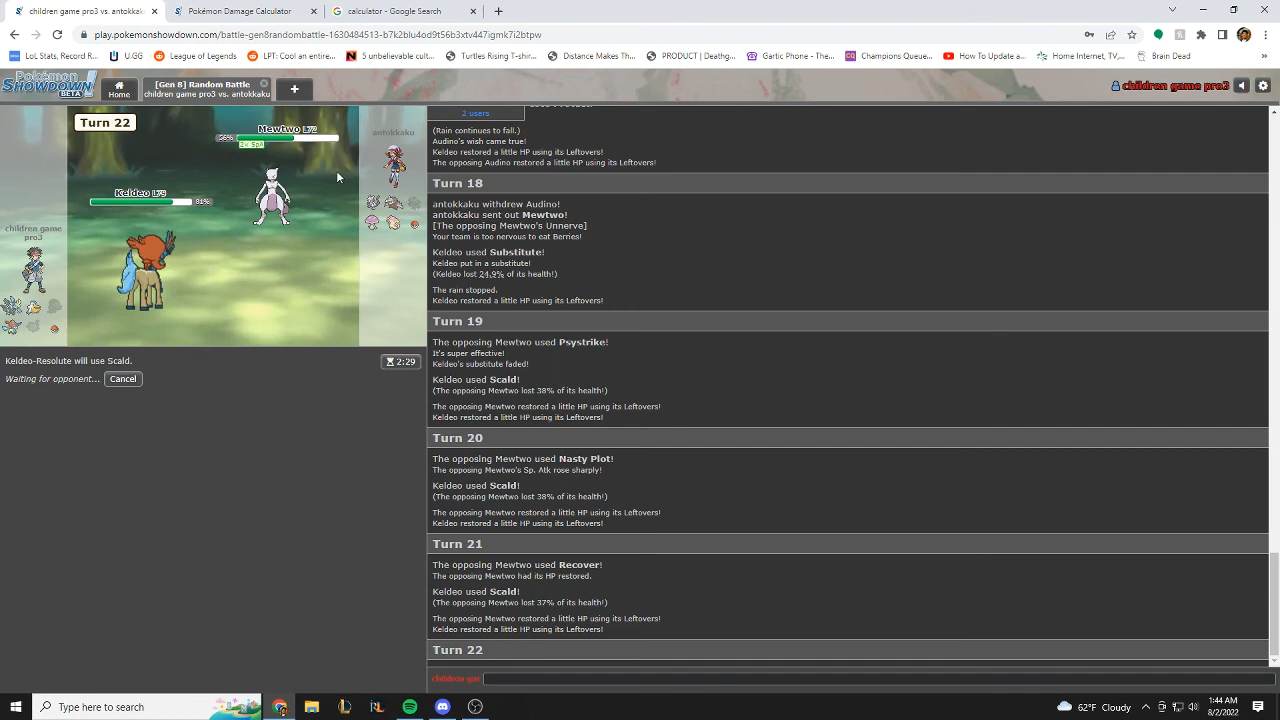 children game pro3 vs. antokkaku
Pokémon Damage Calculator
calculator - Google Search
play.pokemonshowdown.com/battle-gen8randombattle-1641080513-b7k2blu4od9t56b3xtv447igmk7i2btpw
LoL Stats, Record R...
5 unbelievable cult...
U.GG
League of Legends
LPT: Cool an entire...
5 unbelievable cult...
Turtles Rising T-shir...
Distance Makes Th...
PRODUCT | Deathg...
Gartic Phone - The...
Champions Queue...
How To Update a...
Home Internet, TV,...
Brain Dead
Pokémon
SHOWDOWN
BETA
Home
[Gen 8] Random Battle
children game pro3 vs. antokkaku
children game pro3
Turn 22
Mewtwo L72
56%
2x SpA
antokkaku
Keldeo L79
81%
children game
pro3
Keldeo-Resolute will use Scald.
2:29
Waiting for opponent...
Cancel
2 users
(Rain continues to fall.)
Audino's wish came true!
Keldeo restored a little HP using its Leftovers!
The opposing Audino restored a little HP using its Leftovers!
Turn 18
antokkaku withdrew Audino!
antokkaku sent out Mewtwo!
[The opposing Mewtwo's Unnerve]
Your team is too nervous to eat Berries!
Keldeo used Substitute!
Keldeo put in a substitute!
(Keldeo lost 24.9% of its health!)
The rain stopped.
Keldeo restored a little HP using its Leftovers!
Turn 19
The opposing Mewtwo used Psystrike!
It's super effective!
Keldeo's substitute faded!
Keldeo used Scald!
(The opposing Mewtwo lost 38% of its health!)
The opposing Mewtwo restored a little HP using its Leftovers!
Keldeo restored a little HP using its Leftovers!
Turn 20
The opposing Mewtwo used Nasty Plot!
The opposing Mewtwo's Sp. Atk rose sharply!
Keldeo used Scald!
(The opposing Mewtwo lost 38% of its health!)
The opposing Mewtwo restored a little HP using its Leftovers!
Keldeo restored a little HP using its Leftovers!
Turn 21
The opposing Mewtwo used Recover!
The opposing Mewtwo had its HP restored.
Keldeo used Scald!
(The opposing Mewtwo lost 37% of its health!)
The opposing Mewtwo restored a little HP using its Leftovers!
Keldeo restored a little HP using its Leftovers!
Turn 22
children gar
Type here to search
62°F Cloudy
1:44 AM
8/2/2022